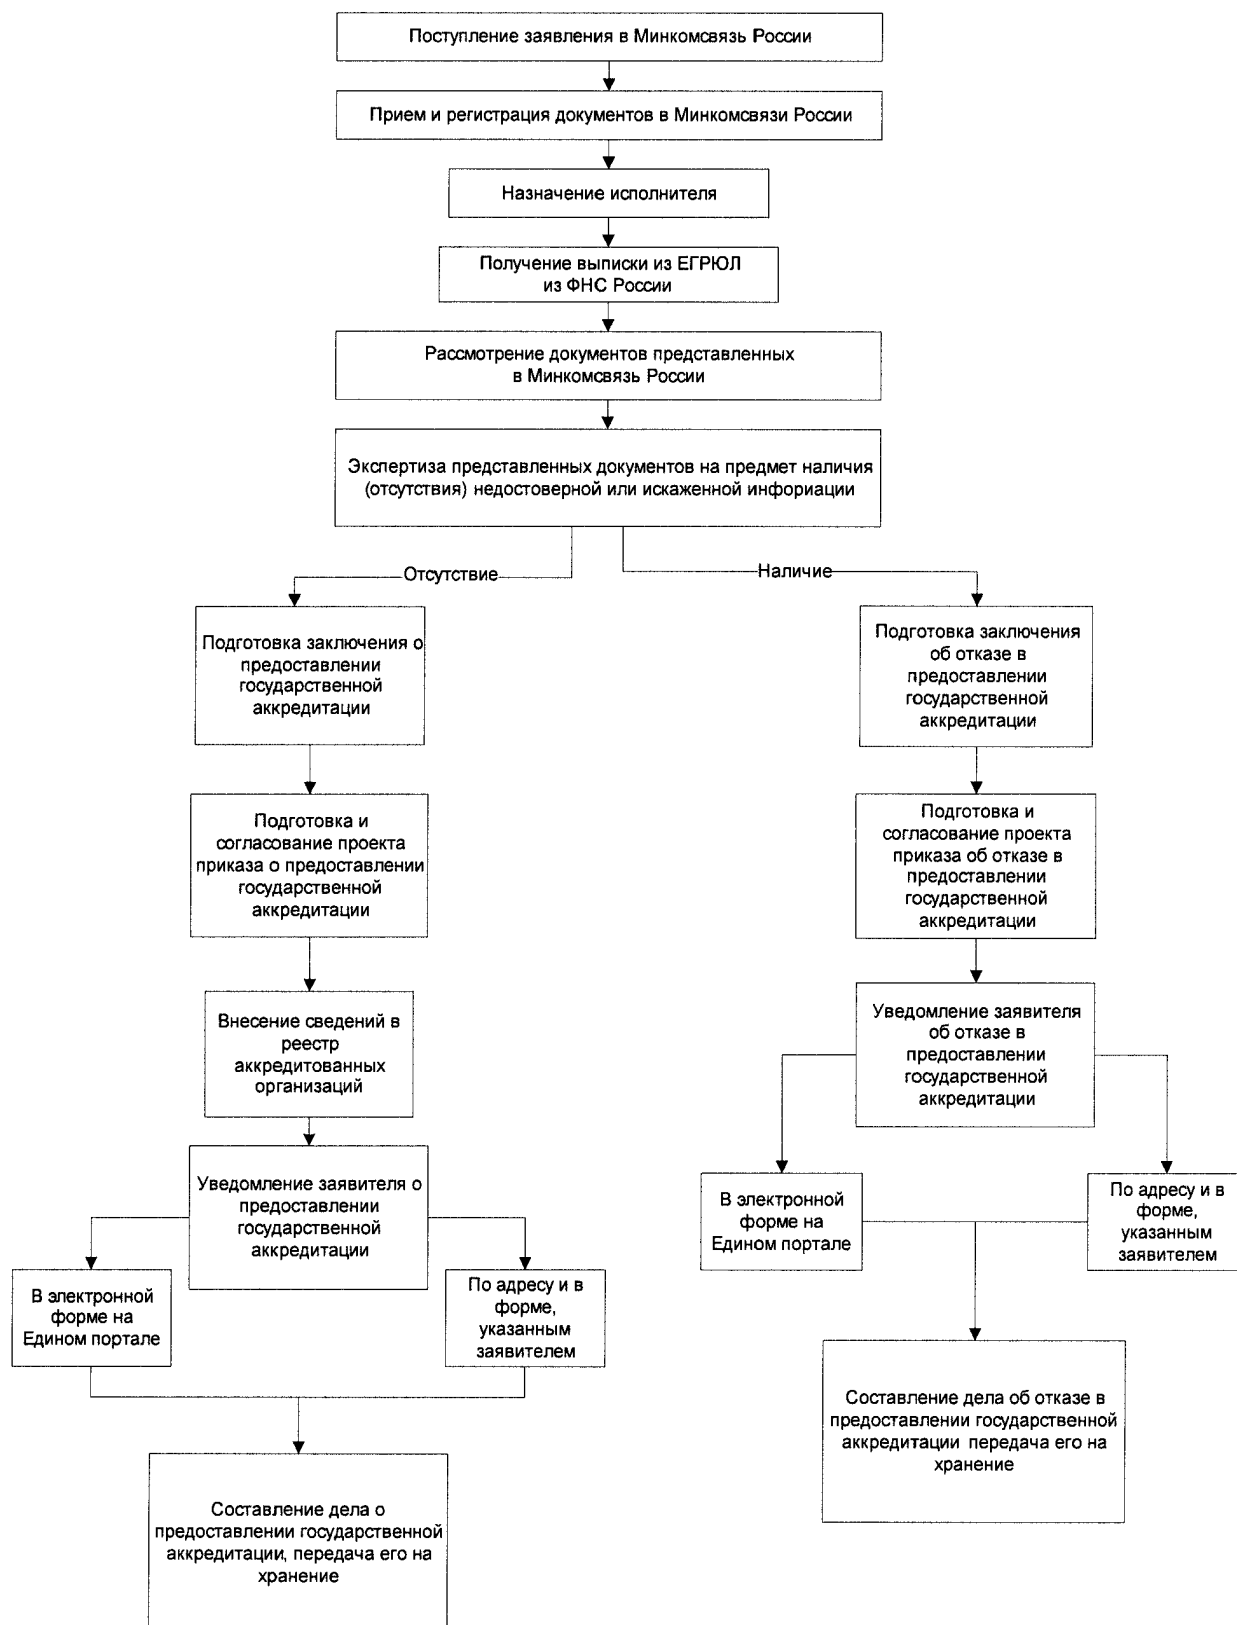 Поступление заявления в Минкомсвязь России
Прием и регистрация документов в Минкомсвязи России
Назначение исполнителя
Получение выписки из ЕГРЮЛ
из ФНС России
Рассмотрение документов представленных
в Минкомсвязь России
Экспертиза представленных документов на предмет наличия
(отсутствия) недостоверной или искаженной инфориации
Отсутствие
Наличие
Подготовка заключения о
предоставлении
государственной
аккредитации
Подготовка и
согласование проекта
приказа о предоставлении
государственной
аккредитации
Внесение сведений в
реестр
аккредитованных
организаций
Уведомление заявителя о
предоставлении
государственной
аккредитации
В электронной
форме на
Едином портале
По адресу и в
форме,
указанным
заявителем
Составление дела о
предоставлении государственной
аккредитации, передача его на
хранение
Подготовка заключения
об отказе в
предоставлении
государственной
аккредитации
Подготовка и
согласование проекта
приказа об отказе в
предоставлении
государственной
аккредитации
Уведомление заявителя
об отказе в
предоставлении
государственной
аккредитации
В электронной
форме на
Едином портале
По адресу и в
форме,
указанным
заявителем
Составление дела об отказе в
предоставлении государственной
аккредитации передача его на
хранение